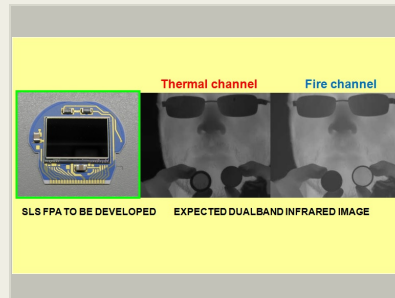 Thermal channel Fire channel
SLS FPA TO BE DEVELOPED EXPECTED DUALBAND INFRARED IMAGE